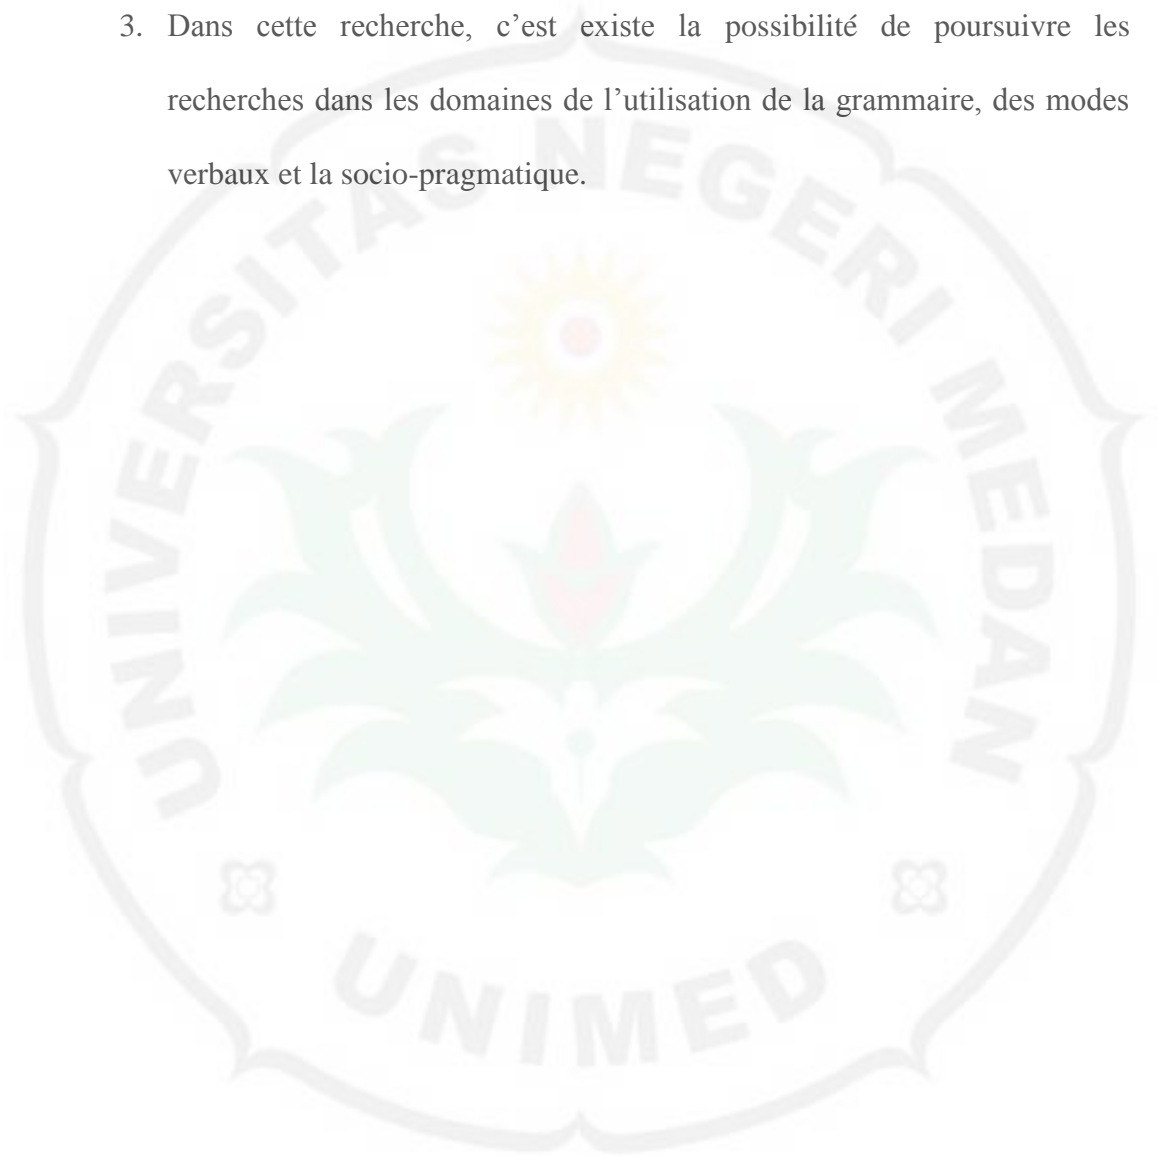 3. Dans cette recherche, c’est existe la possibilité de poursuivre les
recherches dans les domaines de l’utilisation de la grammaire, des modes
verbaux et la socio-pragmatique.
UNIVERSITAS NEGERI MEDAN
UNIMED